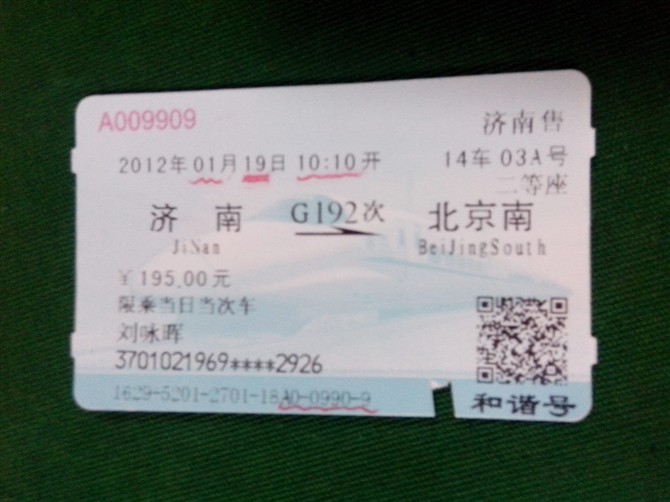 A009909
济南售
2012年01月19日 10:10开
14车 03A号
二等座
济 南 G192次 北京南
JiNan BeiJingSouth
￥195.00元
限乘当日当次车
刘咏晖
3701021969****2926
1629-5201-2701-18A0-0990-9
和谐号